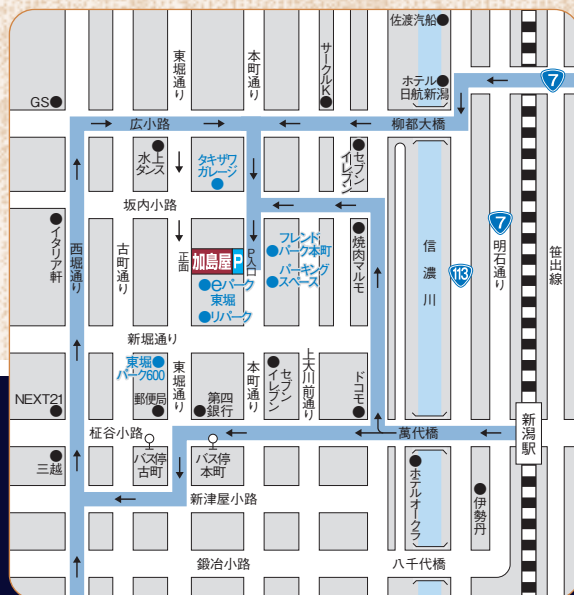 佐渡汽船
東堀通り
本町通り
サークルK
ホテル
日航新潟
7
GS
広小路
柳都大橋
水上
タンス
タキザワ
ガレージ
セブン
イレブン
坂内小路
イタリア軒
西堀通り
古町通り
正面
加島屋
P
P入口
フレンド
パーク本町
パーキング
スペース
焼肉マルモ
信濃川
7
113
明石通り
笹出線
eパーク
東堀
リパーク
新堀通り
東堀
パーク600
郵便局
東堀通り
第四
銀行
本町通り
セブン
イレブン
上大川前通り
ドコモ
NEXT21
柾谷小路
萬代橋
新潟駅
三越
バス停
古町
バス停
本町
ホテルオークラ
伊勢丹
新津屋小路
鍛冶小路
八千代橋